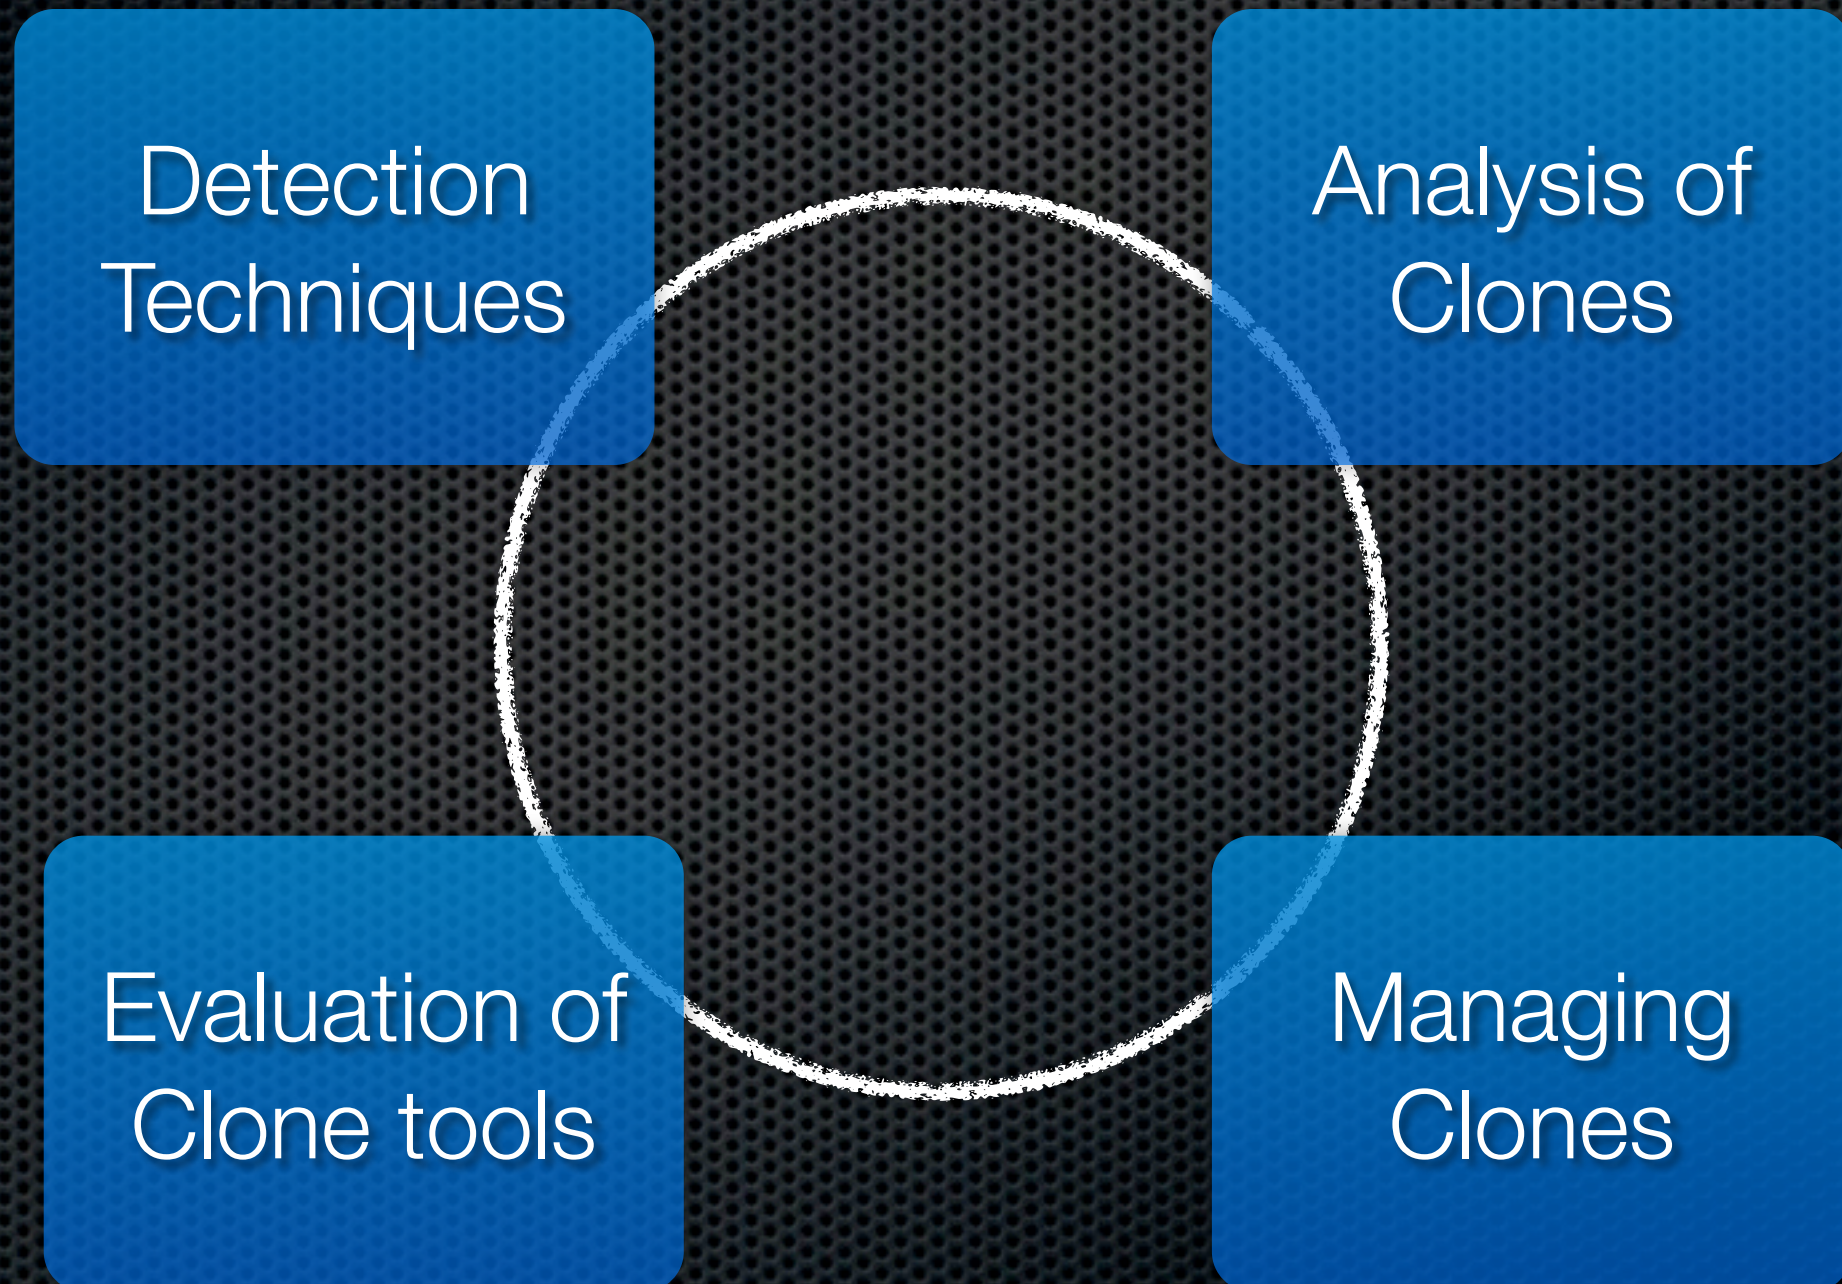 Detection
Techniques
Analysis of
Clones
Evaluation of
Clone tools
Managing
Clones